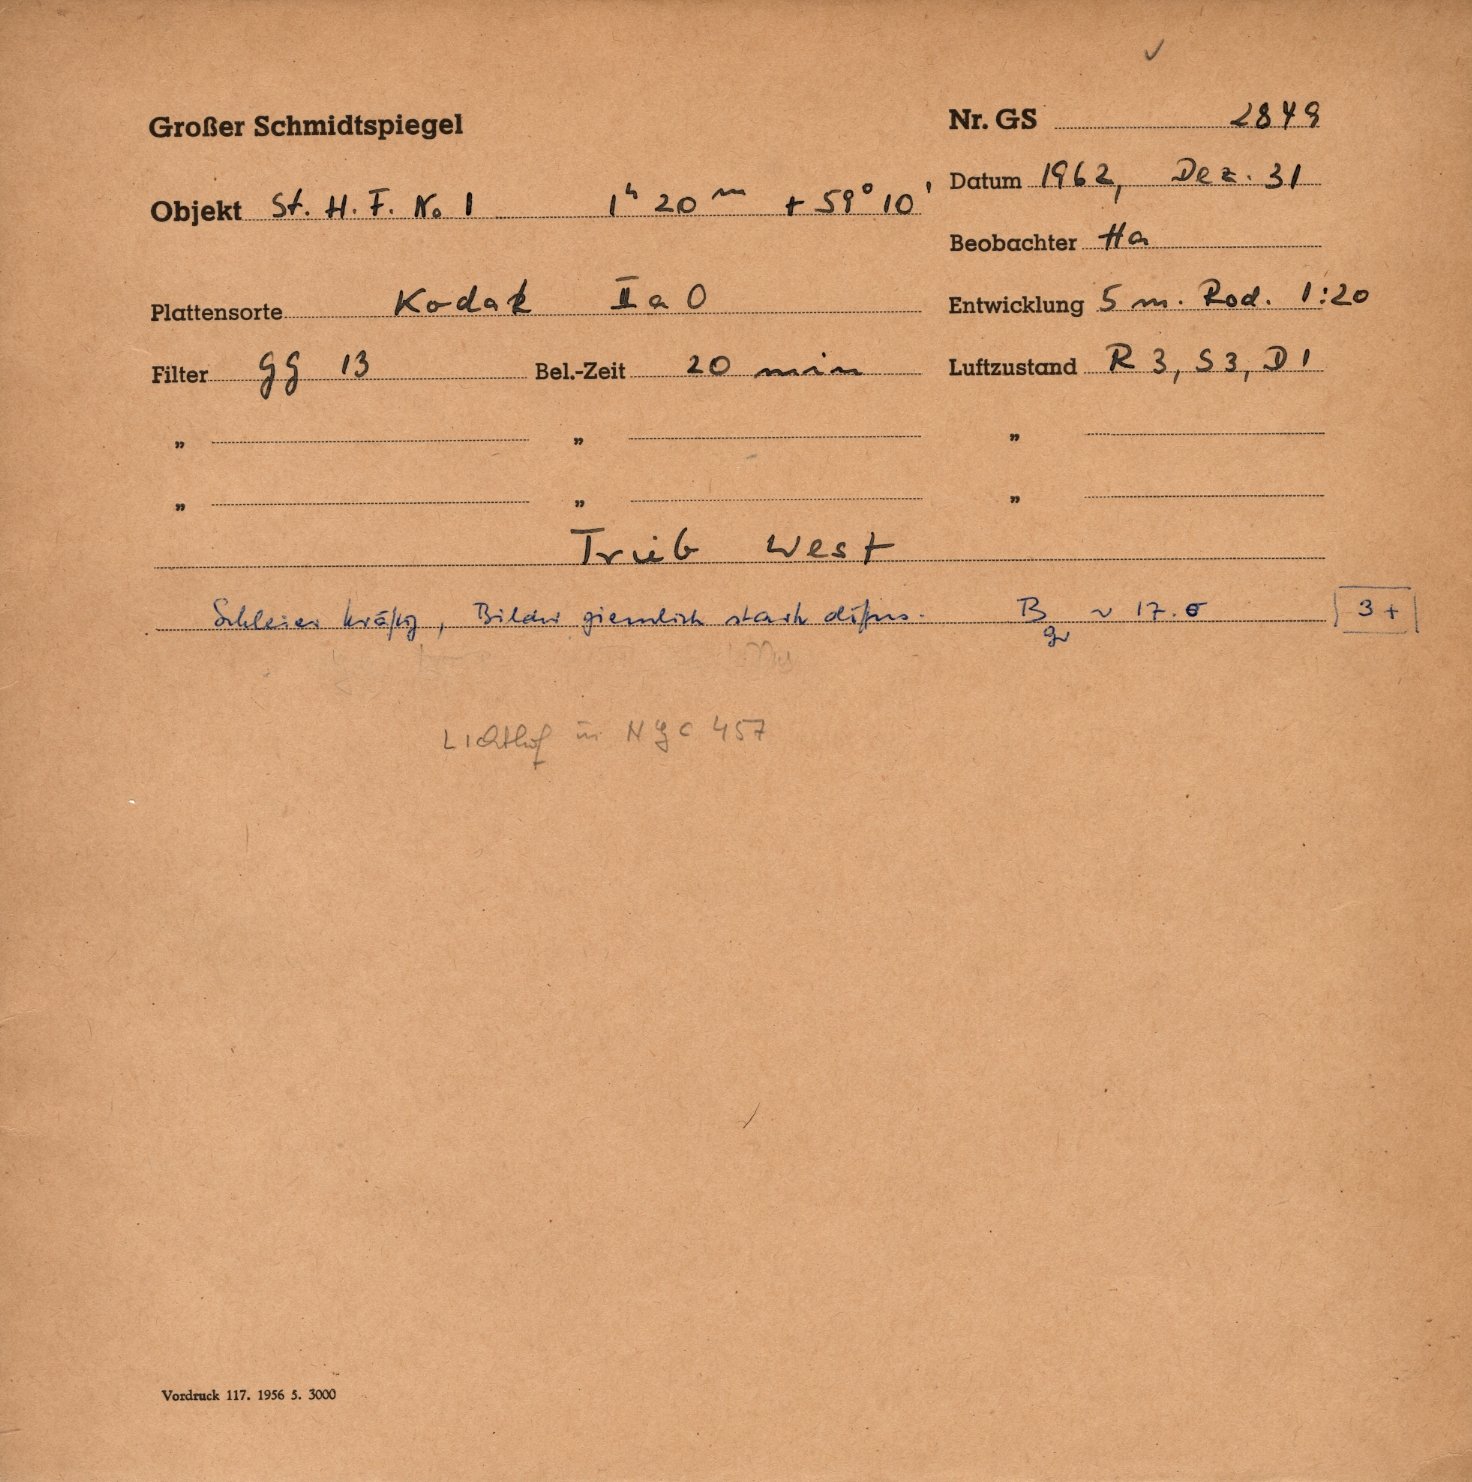 Großer Schmidtspiegel
Nr. GS 2849
Datum 1962, Dez. 31
Objekt St. H. F. No 1 1ʰ 20ᵐ + 59° 10'
Beobachter Ha
Plattensorte Kodak IIa O
Entwicklung 5 m. Rod. 1:20
Filter GG 13 Bel.-Zeit 20 min Luftzustand R 3, S 3, D 1
" " "
" " "
Trieb West
Schleier kräftig, Bilder ziemlich stark diffus. B gr ~ 17.5 3+
Lichthof in NGC 457
Vordruck 117. 1956 5. 3000